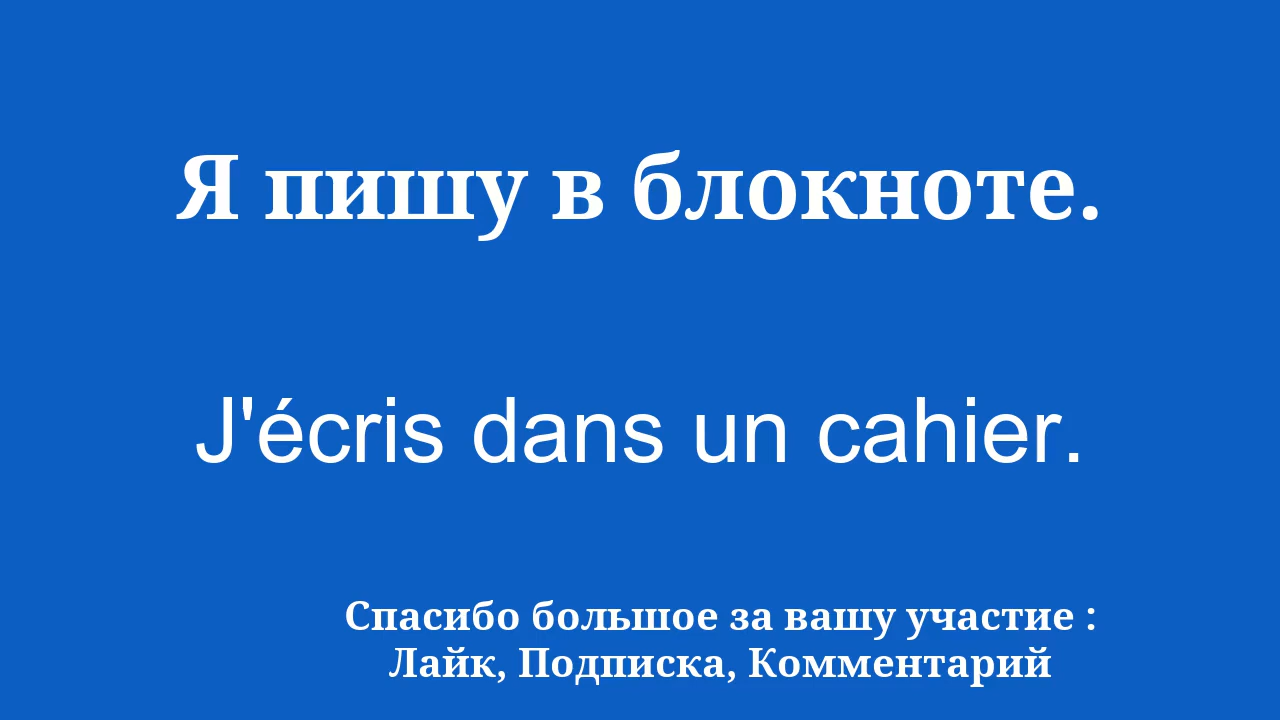 Я пишу в блокноте.
J'écris dans un cahier.
Спасибо большое за вашу участие :
Лайк, Подписка, Комментарий